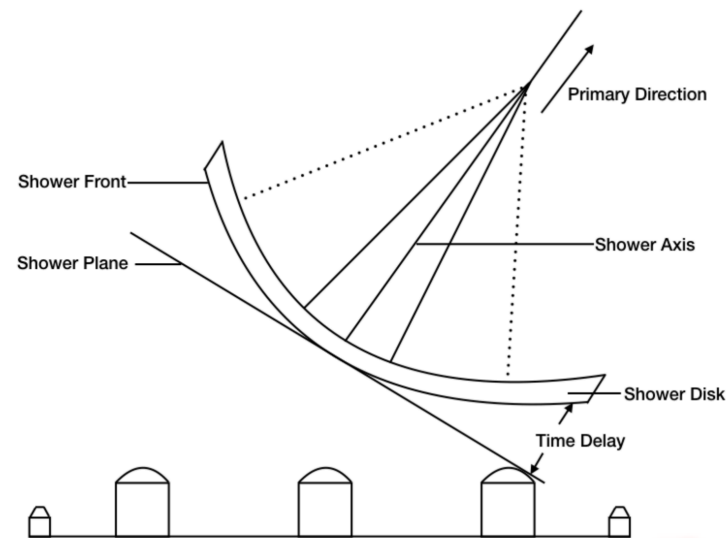 Primary Direction
Shower Front
Shower Axis
Shower Plane
Shower Disk
Time Delay